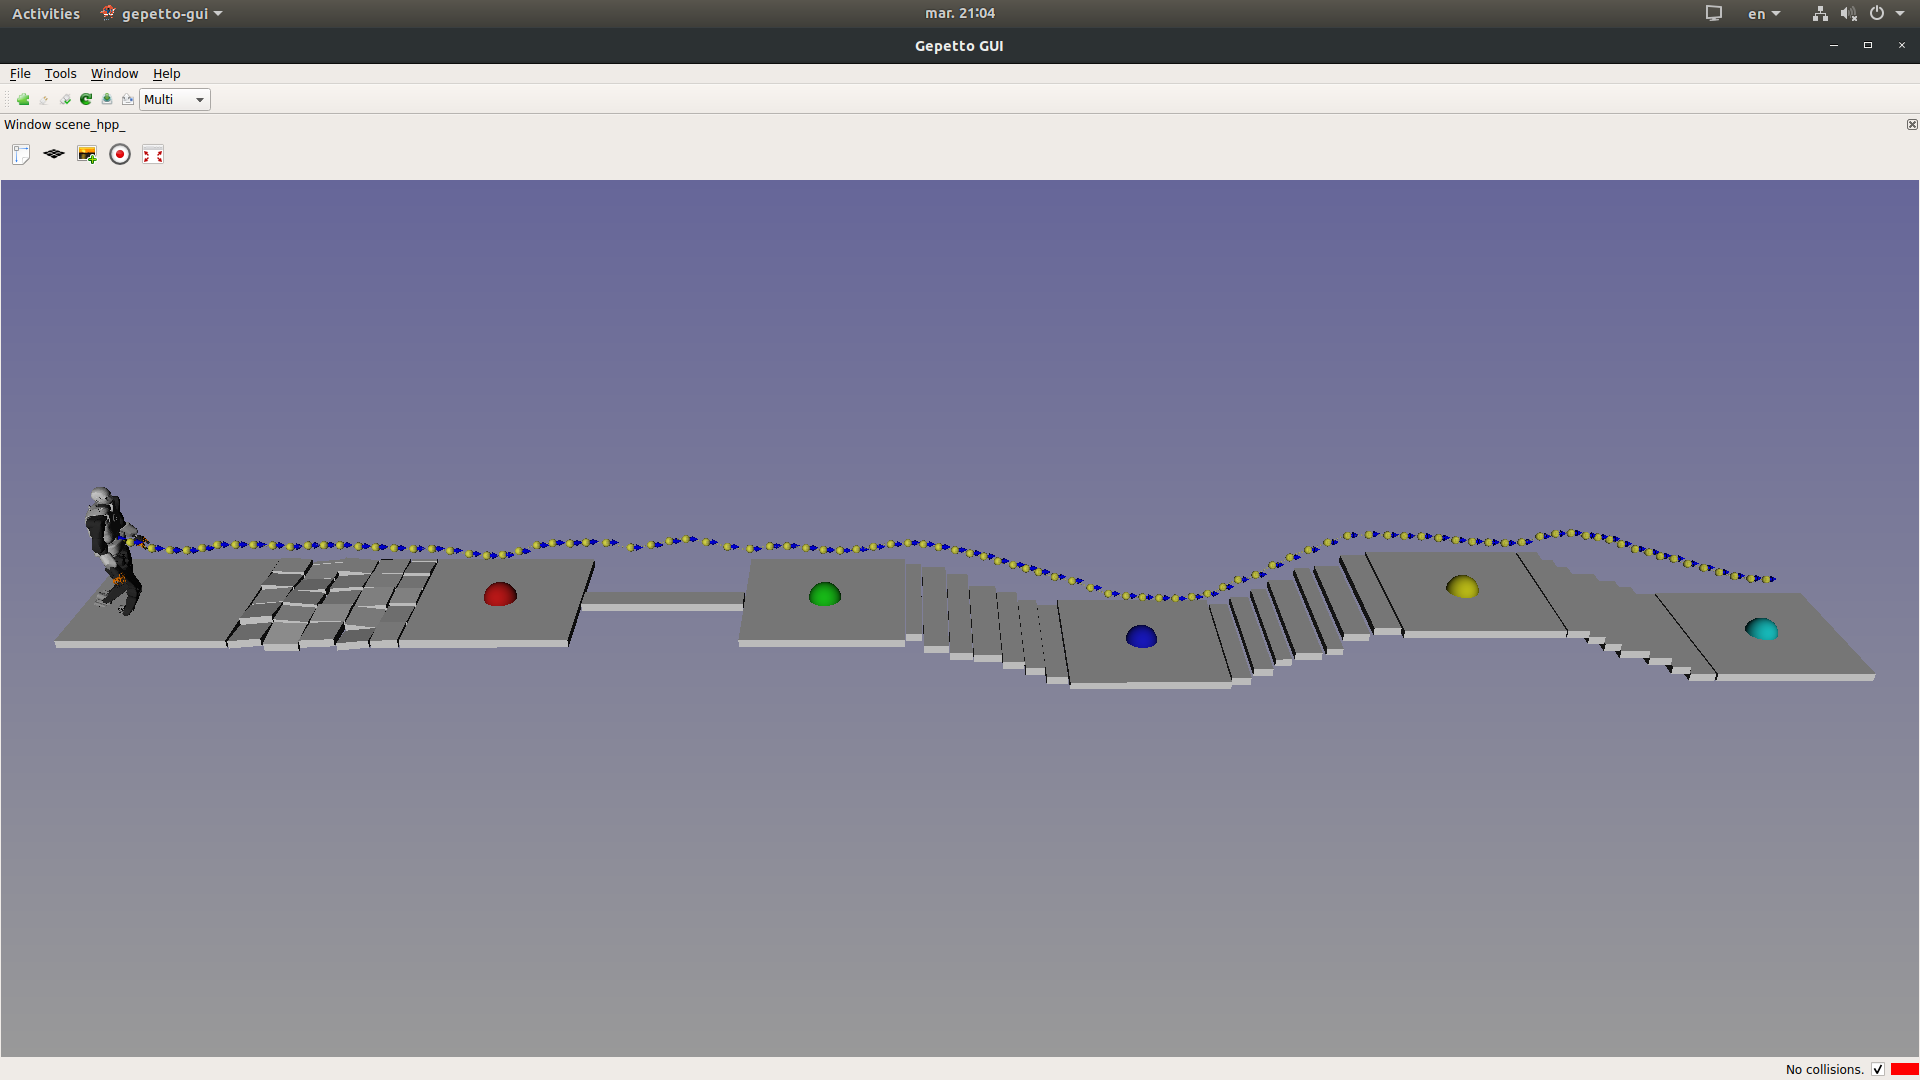 Activities gepetto-gui mar. 21:04 en
Gepetto GUI
File Tools Window Help
Multi
Window scene_hpp_
No collisions.